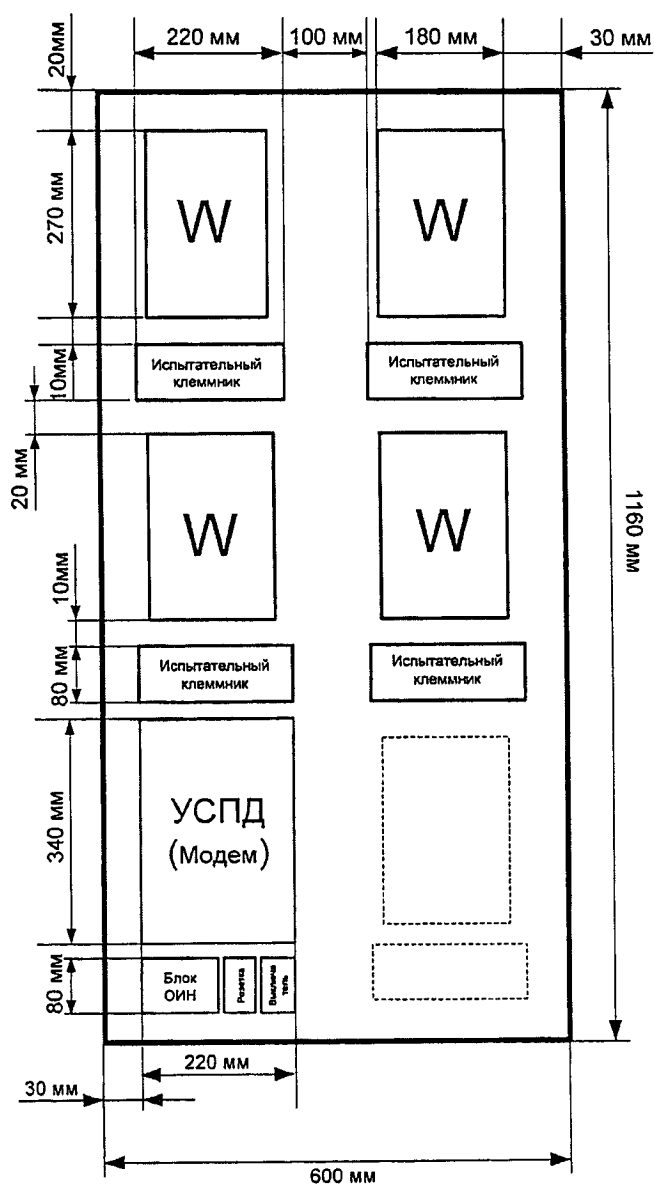 220 мм
100 мм
180 мм
30 мм
20мм
270 мм
W
W
10мм
Испытательный
клеммник
Испытательный
клеммник
20 мм
W
W
1160 мм
10мм
80 мм
Испытательный
клеммник
Испытательный
клеммник
340 мм
УСПД
(Модем)
80 мм
Блок
ОИН
Розетка
Выключа
тель
220 мм
30 мм
600 мм